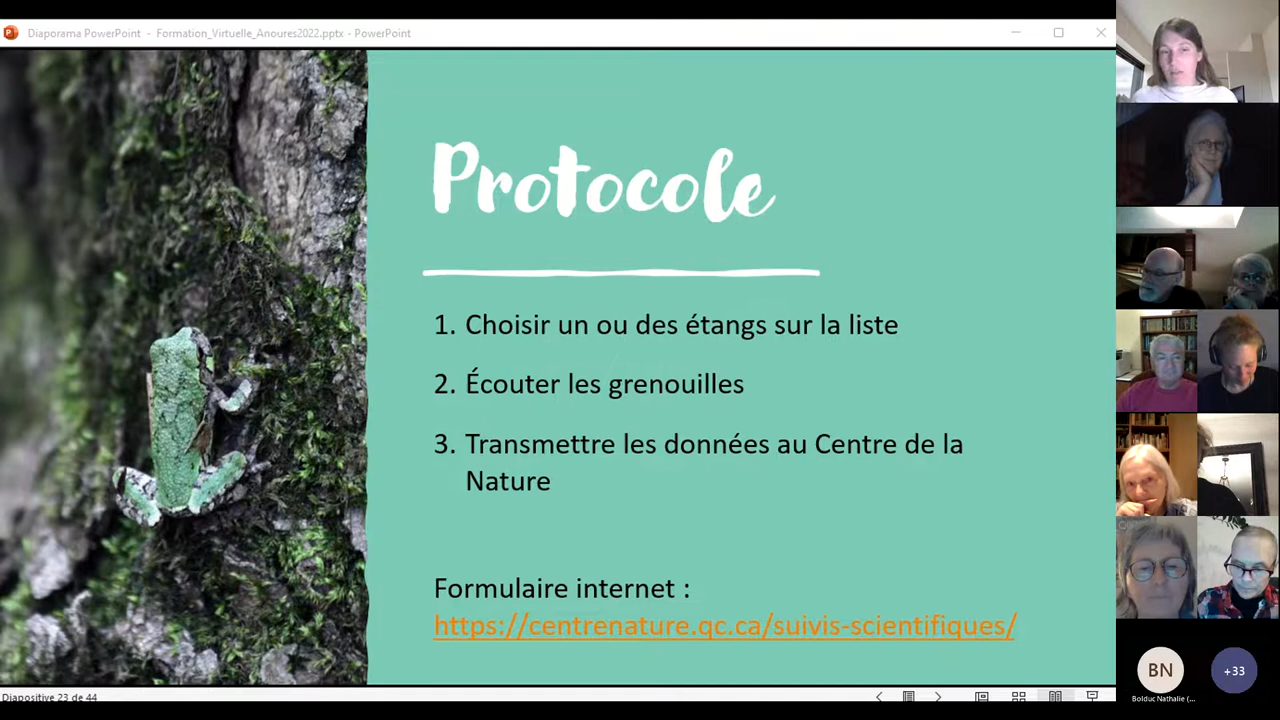 Diaporama PowerPoint - Formation_Virtuelle_Anoures2022.pptx - PowerPoint
Protocole
1. Choisir un ou des étangs sur la liste
2. Écouter les grenouilles
3. Transmettre les données au Centre de la
Nature
Formulaire internet :
https://centrenature.qc.ca/suivis-scientifiques/
Diapositive 23 de 44
BN
+33
Bolduc Nathalie (...